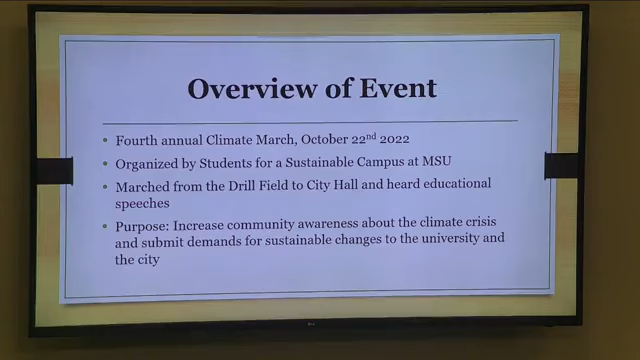 Overview of Event
• Fourth annual Climate March, October 22nd 2022
• Organized by Students for a Sustainable Campus at MSU
• Marched from the Drill Field to City Hall and heard educational
speeches
• Purpose: Increase community awareness about the climate crisis
and submit demands for sustainable changes to the university and
the city